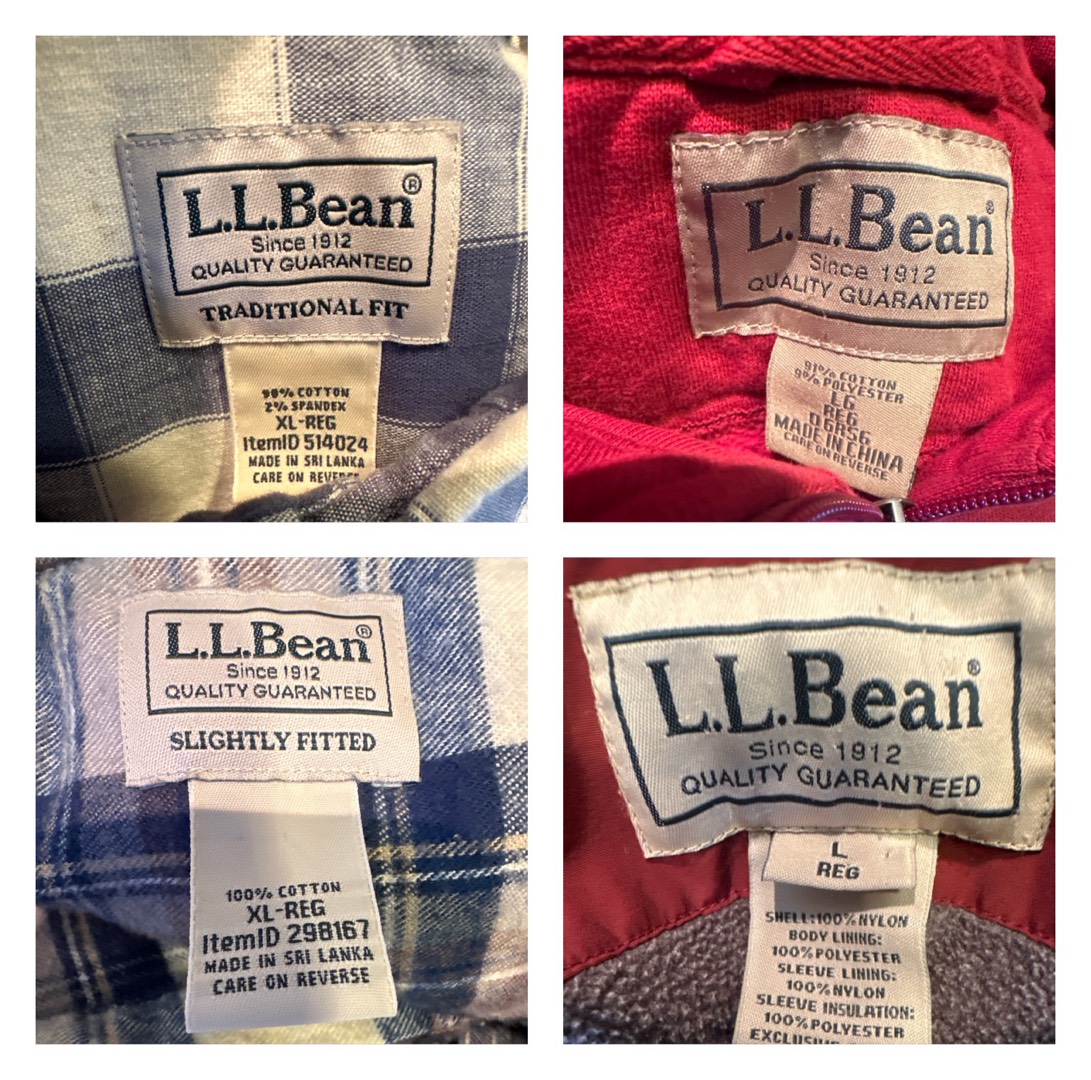 L.L.Bean®
Since 1912
QUALITY GUARANTEED
TRADITIONAL FIT
98% COTTON
2% SPANDEX
XL-REG
ItemID 514024
MADE IN SRI LANKA
CARE ON REVERSE
L.L.Bean®
Since 1912
QUALITY GUARANTEED
91% COTTON
9% POLYESTER
LG
REG
MADE IN CHINA
CARE ON REVERSE
L.L.Bean®
Since 1912
QUALITY GUARANTEED
SLIGHTLY FITTED
100% COTTON
XL-REG
ItemID 298167
MADE IN SRI LANKA
CARE ON REVERSE
L.L.Bean®
Since 1912
QUALITY GUARANTEED
L
REG
SHELL:100% NYLON
BODY LINING:
100% POLYESTER
SLEEVE LINING:
100% NYLON
SLEEVE INSULATION:
100% POLYESTER